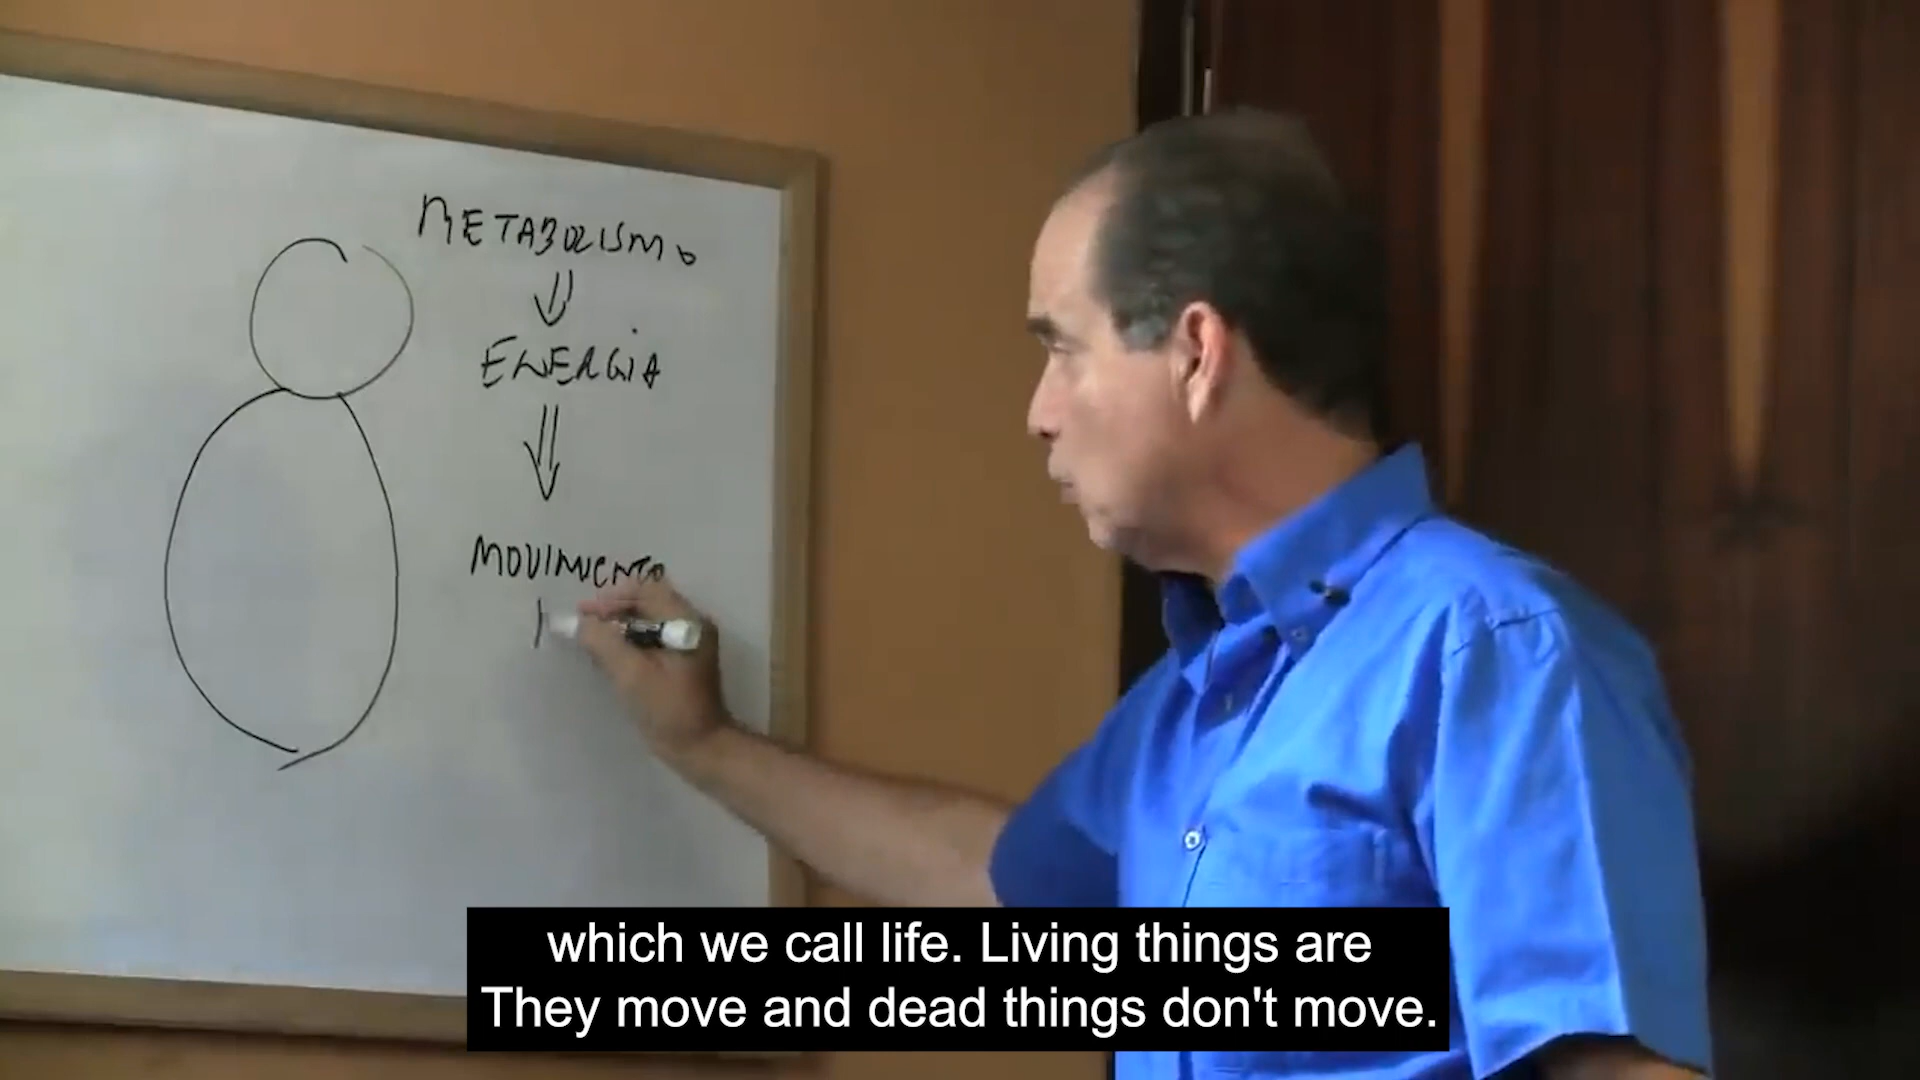 METABOLISMO
ENERGIA
MOVIMIENTO
which we call life. Living things are
They move and dead things don't move.